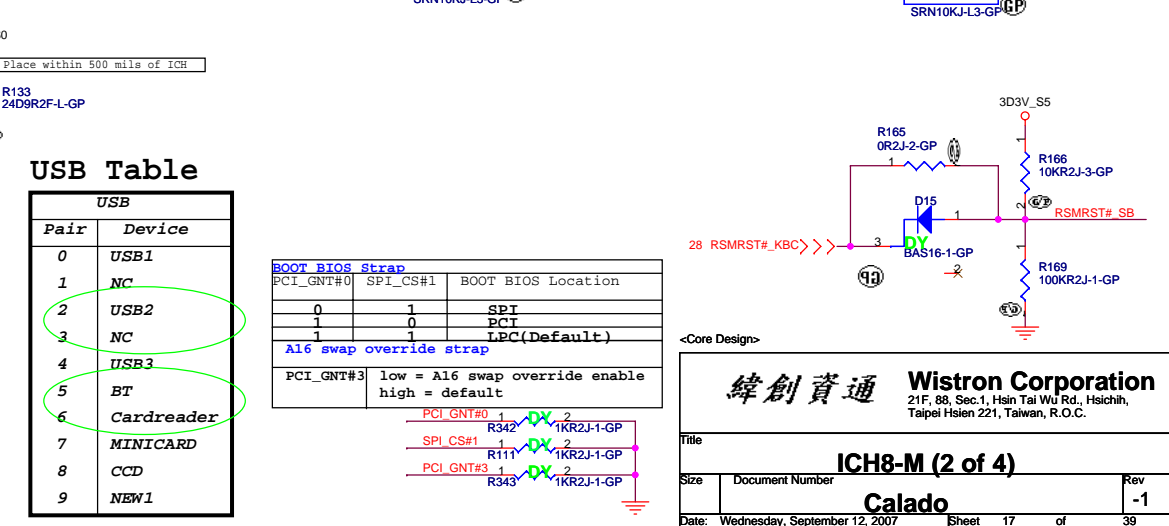 SRN10KJ-L3-GP
SRN10KJ-L3-GP
GP
Place within 500 mils of ICH
R133
24D9R2F-L-GP
USB Table
USB
Pair Device
0 USB1
1 NC
2 USB2
3 NC
4 USB3
5 BT
6 Cardreader
7 MINICARD
8 CCD
9 NEW1
BOOT BIOS Strap
PCI_GNT#0 SPI_CS#1 BOOT BIOS Location
0 1 SPI
1 0 PCI
1 1 LPC(Default)
A16 swap override strap
PCI_GNT#3 low = A16 swap override enable
high = default
PCI_GNT#0 1 DY 2
R342 1KR2J-1-GP
SPI_CS#1 1 DY 2
R111 1KR2J-1-GP
PCI_GNT#3 1 DY 2
R343 1KR2J-1-GP
3D3V_S5
R165
0R2J-2-GP
1
1
R166
10KR2J-3-GP
2
D15
1
RSMRST#_SB
28 RSMRST#_KBC
3
DY
BAS16-1-GP
2
1
R169
100KR2J-1-GP
<Core Design>
緯創資通
Wistron Corporation
21F, 88, Sec.1, Hsin Tai Wu Rd., Hsichih,
Taipei Hsien 221, Taiwan, R.O.C.
Title
ICH8-M (2 of 4)
Size Document Number Rev
Calado -1
Date: Wednesday, September 12, 2007 Sheet 17 of 39